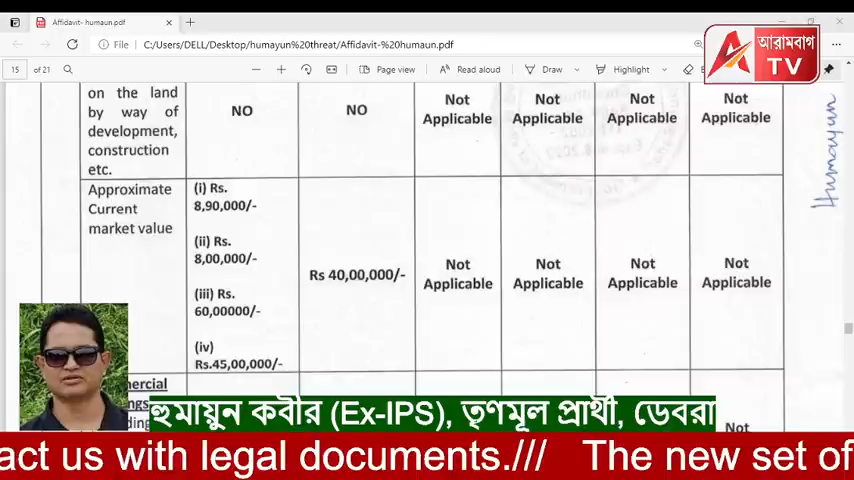 Affidavit- humaun.pdf
File
C:/Users/DELL/Desktop/humayun%20threat/Affidavit-%20humaun.pdf
আরামবাগ
TV
15 of 21
Page view
Read aloud
Draw
Highlight
Erase
on the land
by way of
development,
construction
etc.
NO
NO
Not
Applicable
Not
Applicable
Not
Applicable
Not
Applicable
Humayun
Approximate
Current
market value
(i) Rs.
8,90,000/-
(ii) Rs.
8,00,000/-
(iii) Rs.
60,00000/-
(iv)
Rs.45,00,000/-
Rs 40,00,000/-
Not
Applicable
Not
Applicable
Not
Applicable
Not
Applicable
Not
হুমায়ুন কবীর (Ex-IPS), তৃণমূল প্রার্থী, ডেবরা
act us with legal documents./// The new set of